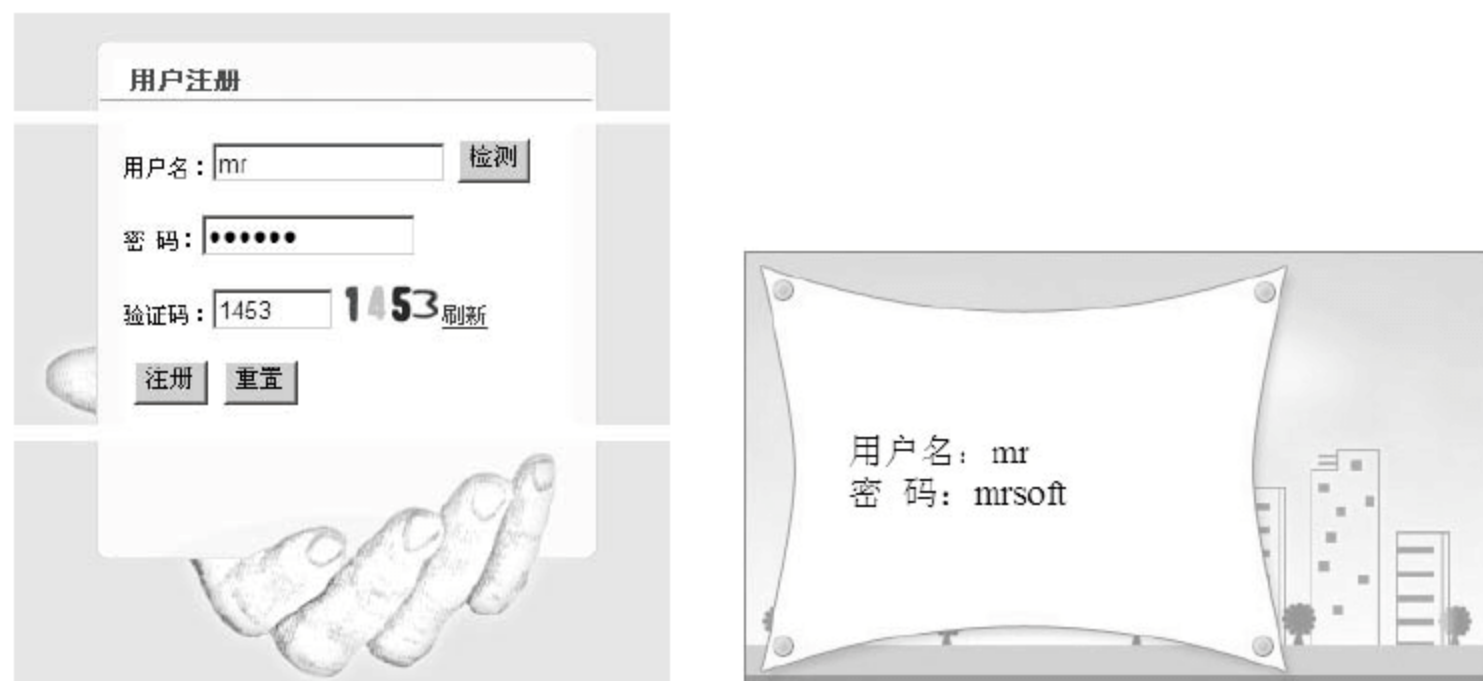 用户注册
用户名：mr 检测
密 码：••••••
验证码：1453 1453 刷新
注册 重置
用户名：mr
密 码：mrsoft